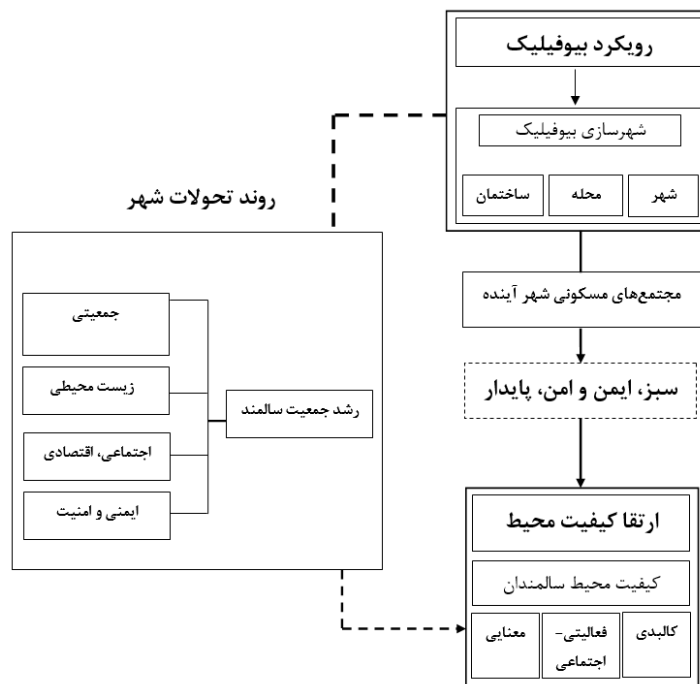 رویکرد بیوفیلیک
شهرسازی بیوفیلیک
شهر
محله
ساختمان
مجتمع‌های مسکونی شهر آینده
سبز، ایمن و امن، پایدار
ارتقا کیفیت محیط
کیفیت محیط سالمندان
کالبدی
فعالیتی-
اجتماعی
معنایی
روند تحولات شهر
رشد جمعیت سالمند
جمعیتی
زیست محیطی
اجتماعی، اقتصادی
ایمنی و امنیت